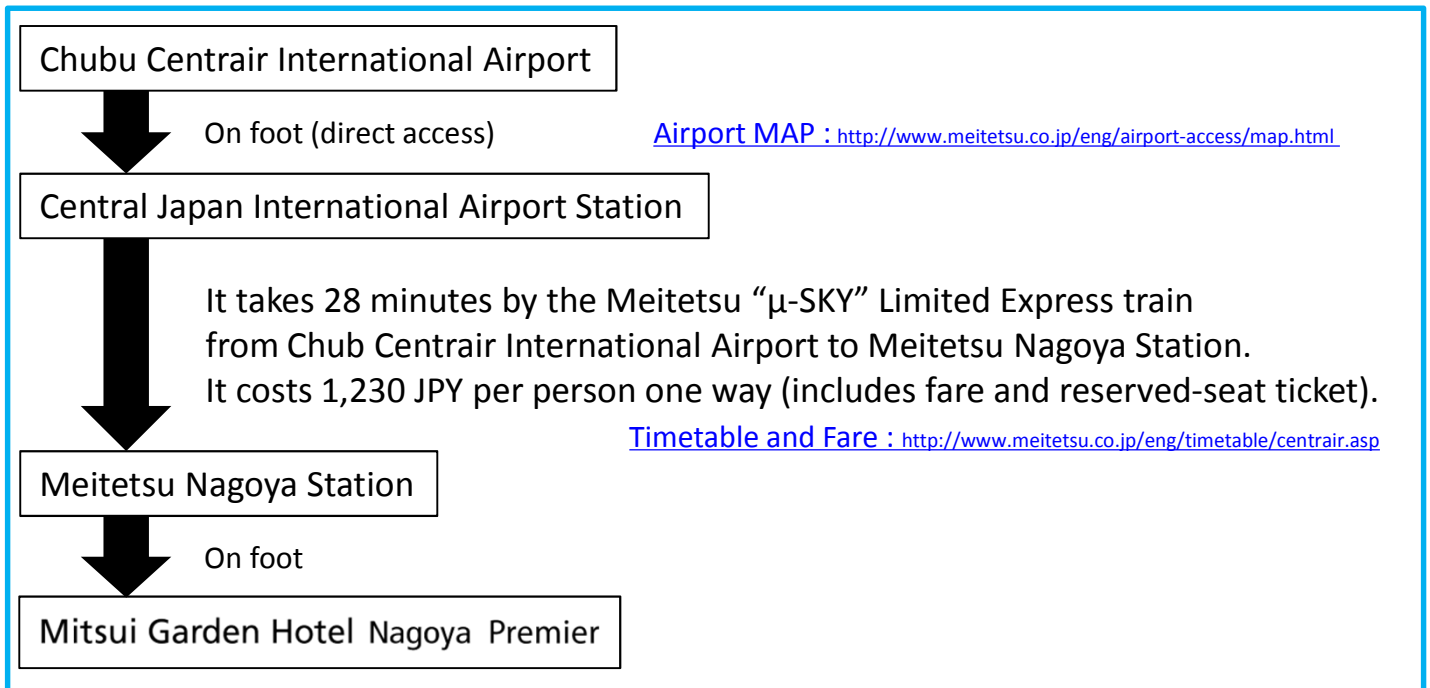 Chubu Centrair International Airport
On foot (direct access)
Airport MAP : http://www.meitetsu.co.jp/eng/airport-access/map.html
Central Japan International Airport Station
It takes 28 minutes by the Meitetsu “µ-SKY” Limited Express train
from Chub Centrair International Airport to Meitetsu Nagoya Station.
It costs 1,230 JPY per person one way (includes fare and reserved-seat ticket).
Timetable and Fare : http://www.meitetsu.co.jp/eng/timetable/centrair.asp
Meitetsu Nagoya Station
On foot
Mitsui Garden Hotel Nagoya Premier